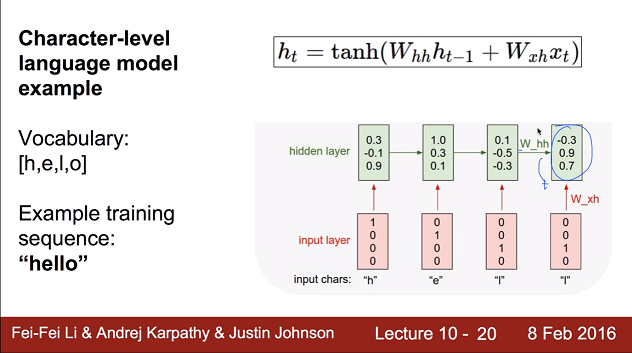 Character-level
language model
example
h_t = tanh(W_{hh}h_{t-1} + W_{xh}x_t)
Vocabulary:
[h,e,l,o]
Example training
sequence:
“hello”
hidden layer
0.3
-0.1
0.9
1.0
0.3
0.1
0.1
-0.5
-0.3
W_hh
-0.3
0.9
0.7
t
W_xh
input layer
1
0
0
0
0
1
0
0
0
0
1
0
0
0
1
0
input chars: “h” “e” “l” “l”
Fei-Fei Li & Andrej Karpathy & Justin Johnson Lecture 10 - 20 8 Feb 2016